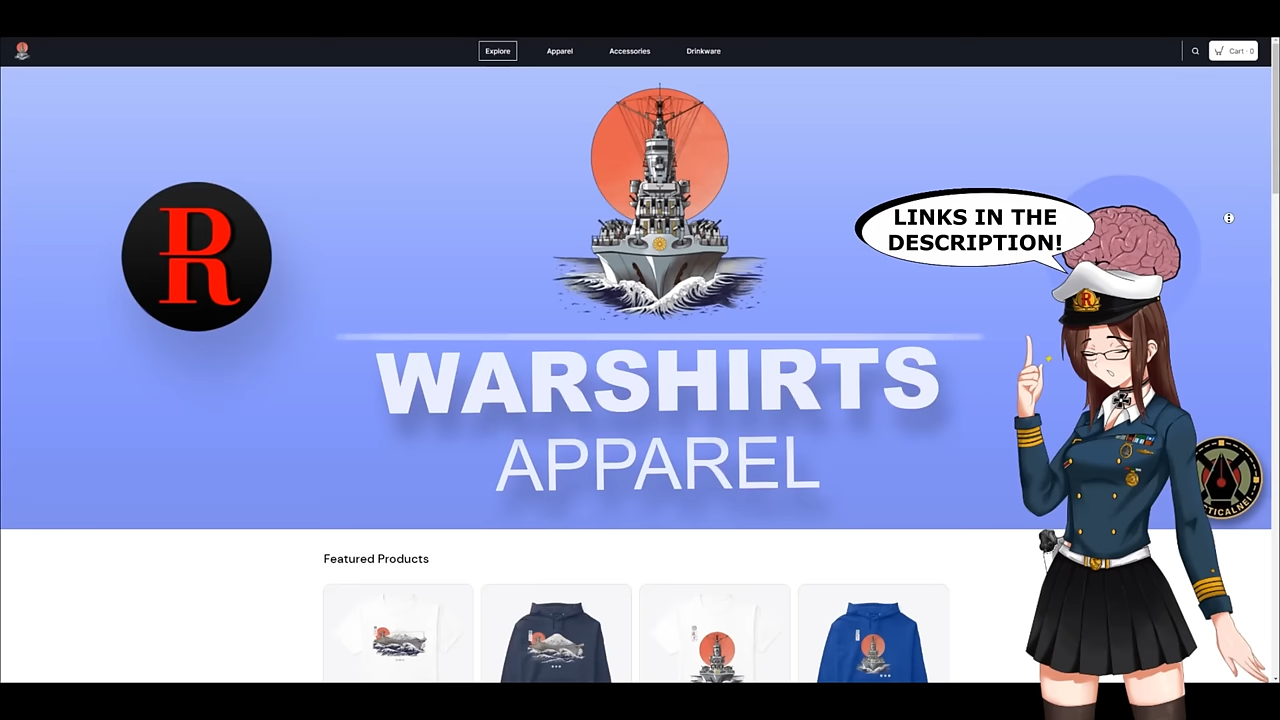 Explore
Apparel
Accessories
Drinkware
Cart · 0
R
LINKS IN THE
DESCRIPTION!
R
WARSHIRTS
APPAREL
Featured Products